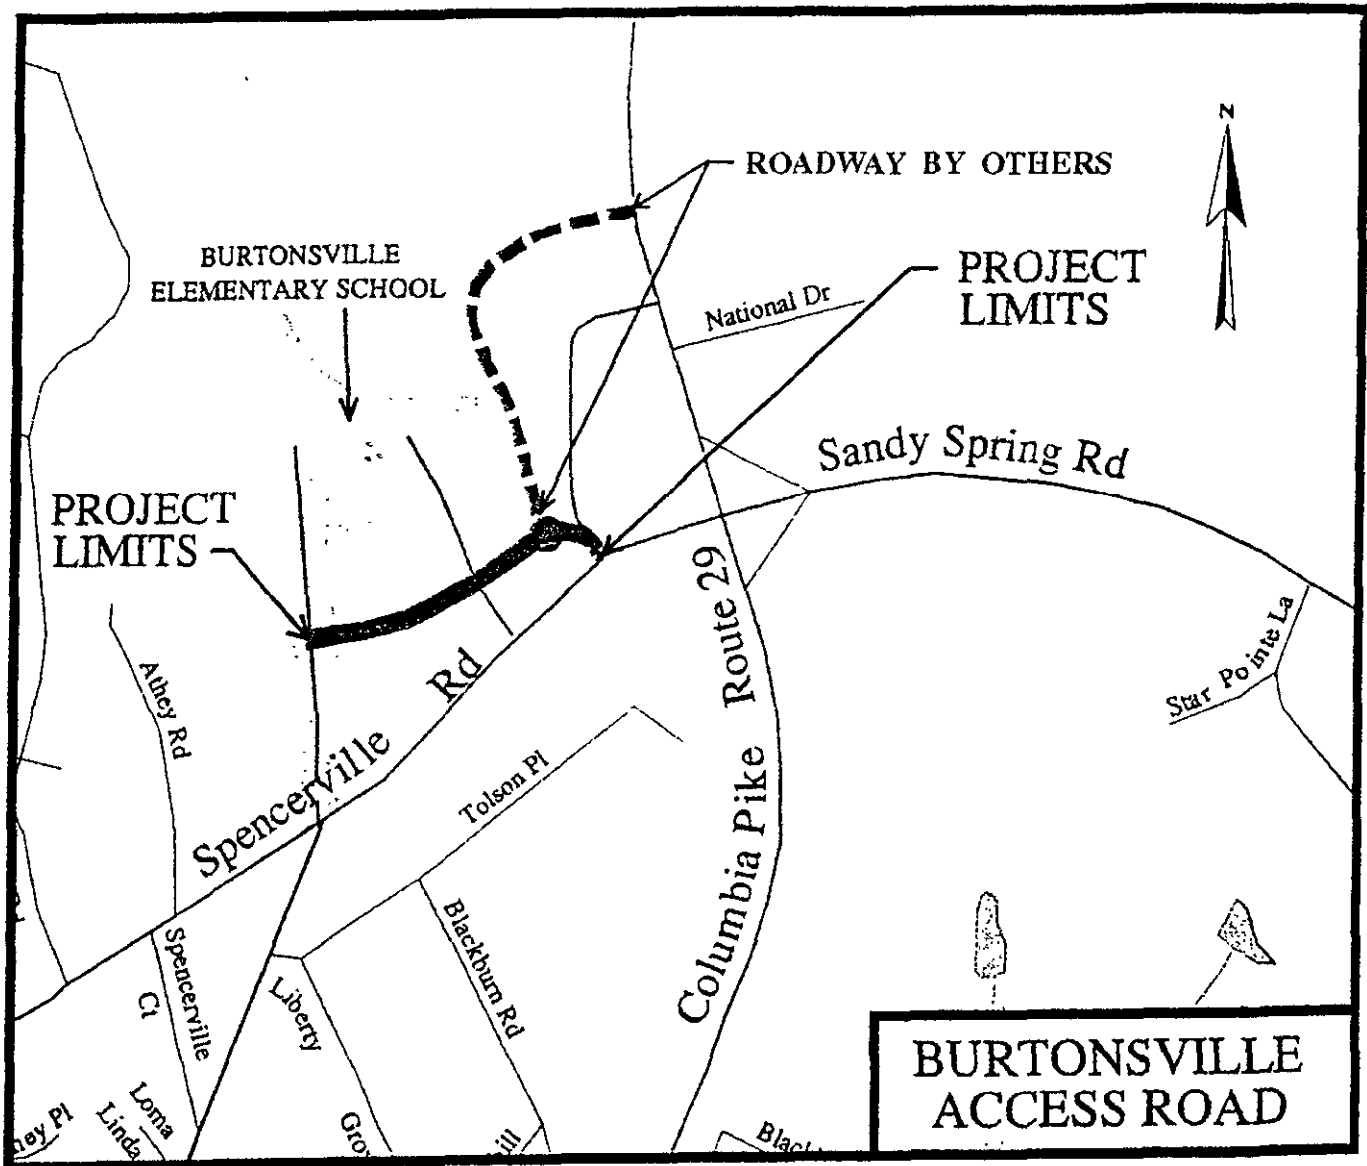 N
ROADWAY BY OTHERS
BURTONSVILLE
ELEMENTARY SCHOOL
PROJECT
LIMITS
National Dr
Sandy Spring Rd
PROJECT
LIMITS
Route 29
Star Pointe La
Athey Rd
Spencerville Rd
Tolson Pl
Columbia Pike
Blackburn Rd
Spencerville
Ct
Liberty
Loma
Linda
BURTONSVILLE
ACCESS ROAD